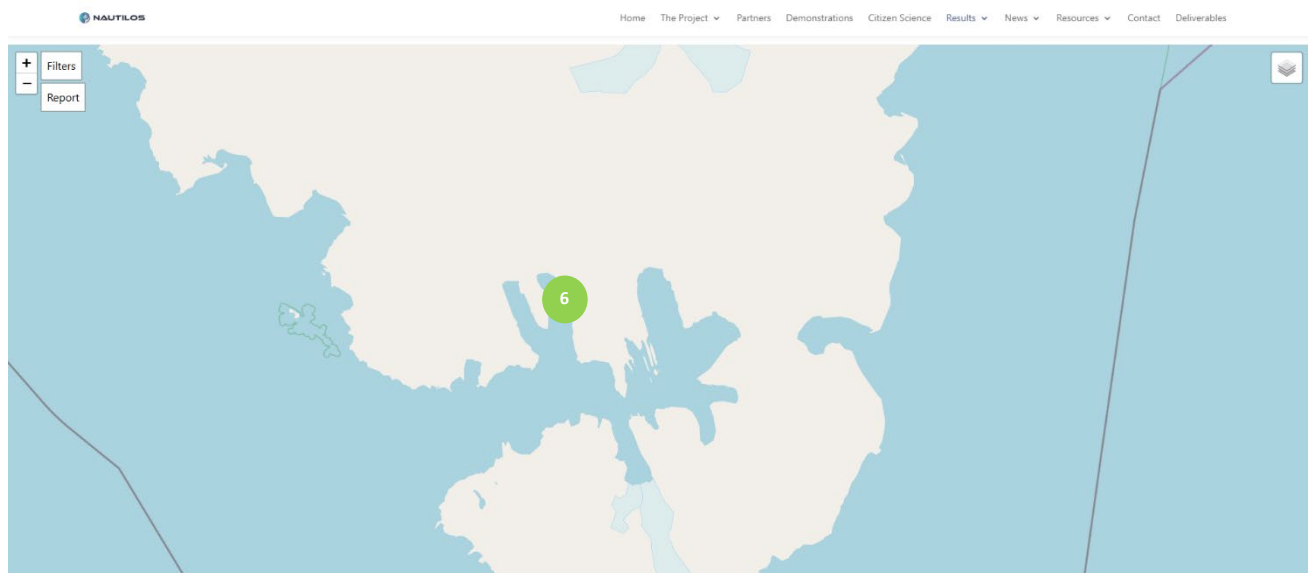 NAUTILOS
Home The Project Partners Demonstrations Citizen Science Results News Resources Contact Deliverables
+ Filters
− Report
6